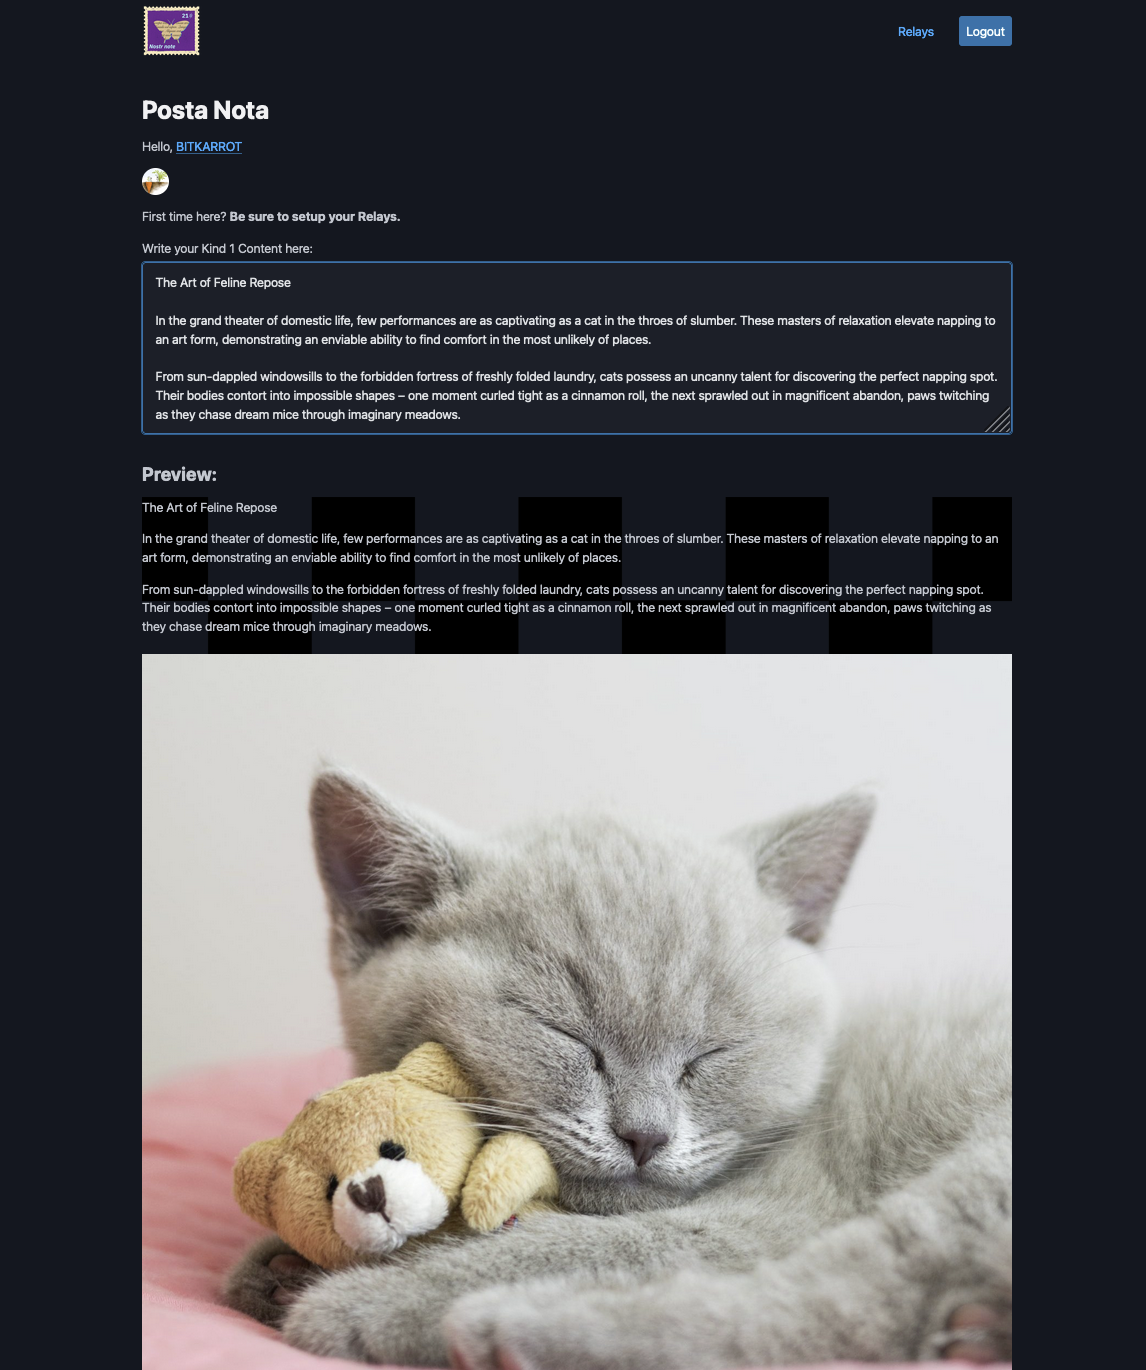 21¢
Nostr note
Relays
Logout
Posta Nota
Hello, BITKARROT
First time here? Be sure to setup your Relays.
Write your Kind 1 Content here:
The Art of Feline Repose
In the grand theater of domestic life, few performances are as captivating as a cat in the throes of slumber. These masters of relaxation elevate napping to
an art form, demonstrating an enviable ability to find comfort in the most unlikely of places.
From sun-dappled windowsills to the forbidden fortress of freshly folded laundry, cats possess an uncanny talent for discovering the perfect napping spot.
Their bodies contort into impossible shapes – one moment curled tight as a cinnamon roll, the next sprawled out in magnificent abandon, paws twitching
as they chase dream mice through imaginary meadows.
Preview:
The Art of Feline Repose
In the grand theater of domestic life, few performances are as captivating as a cat in the throes of slumber. These masters of relaxation elevate napping to an
art form, demonstrating an enviable ability to find comfort in the most unlikely of places.
From sun-dappled windowsills to the forbidden fortress of freshly folded laundry, cats possess an uncanny talent for discovering the perfect napping spot.
Their bodies contort into impossible shapes – one moment curled tight as a cinnamon roll, the next sprawled out in magnificent abandon, paws twitching as
they chase dream mice through imaginary meadows.